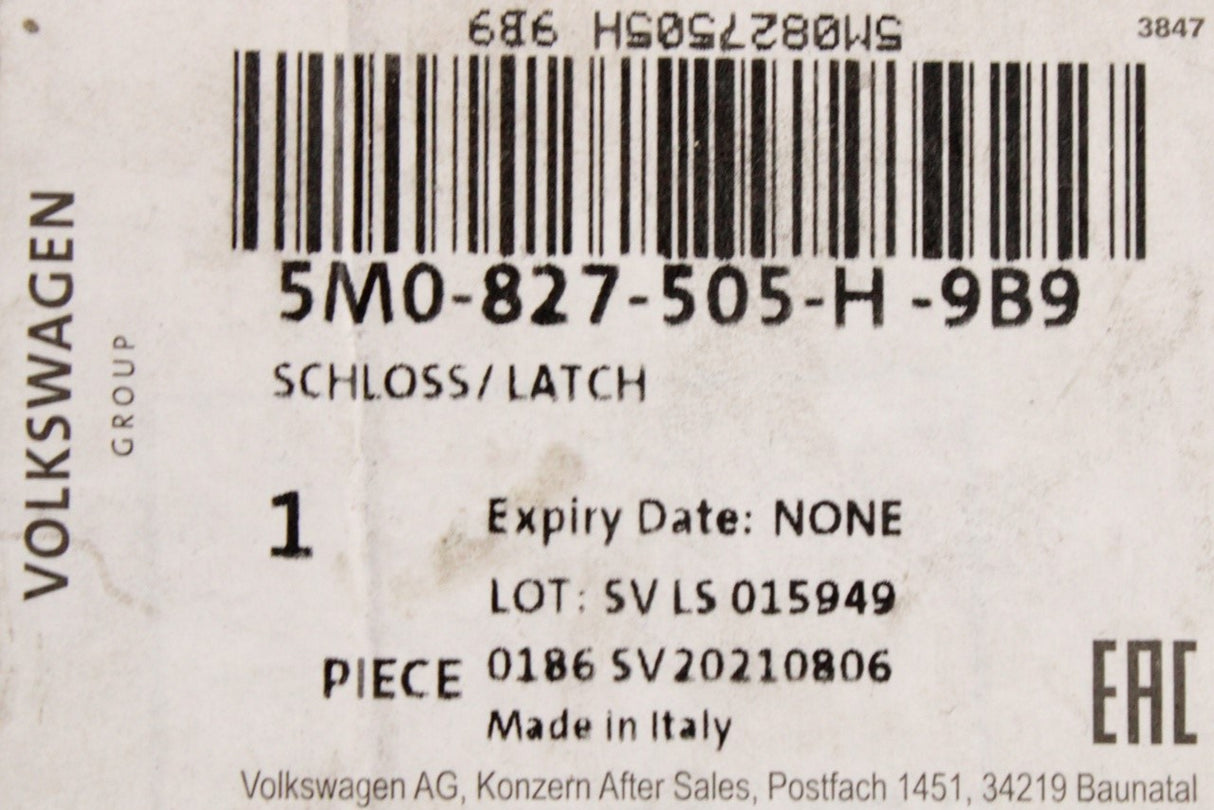 5M0827505H 9B9
3847
5M0-827-505-H -9B9
SCHLOSS/LATCH
VOLKSWAGEN
GROUP
1
Expiry Date: NONE
LOT: SV LS 015949
PIECE
0186 SV20210806
Made in Italy
EAC
Volkswagen AG, Konzern After Sales, Postfach 1451, 34219 Baunatal